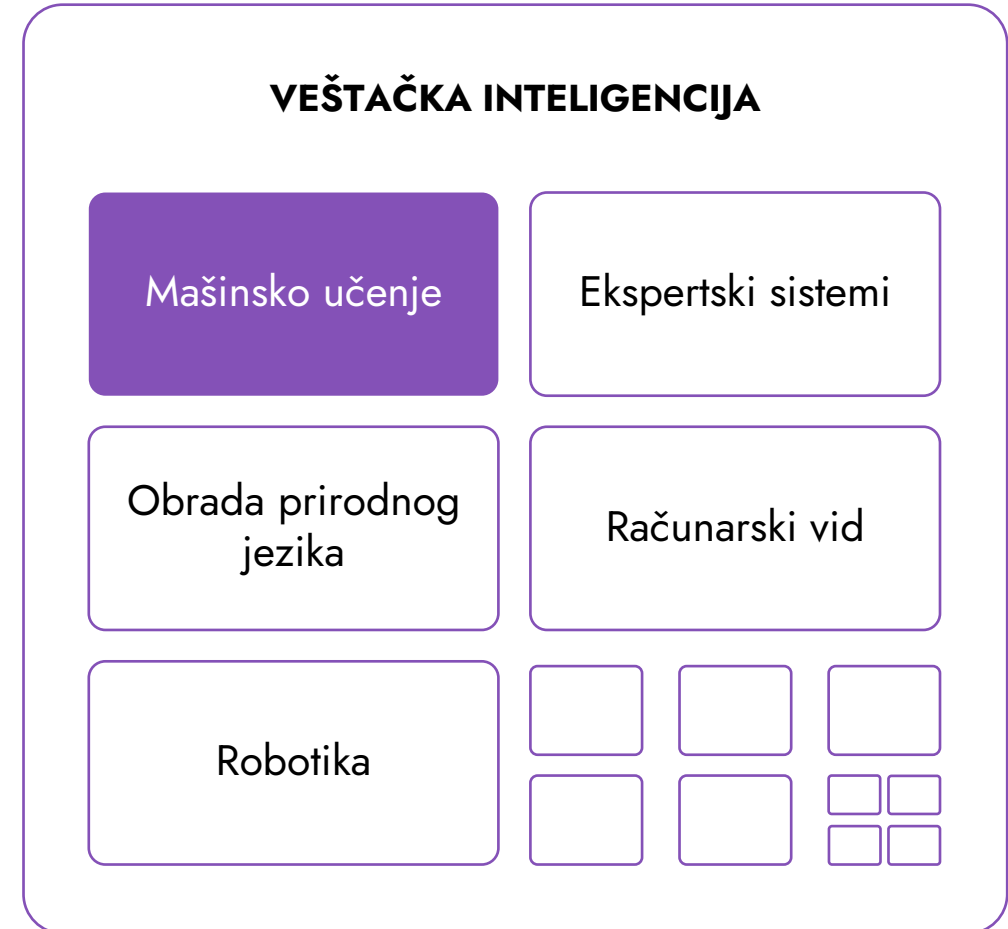 VEŠTAČKA INTELIGENCIJA
Mašinsko učenje
Ekspertski sistemi
Obrada prirodnog
jezika
Računarski vid
Robotika